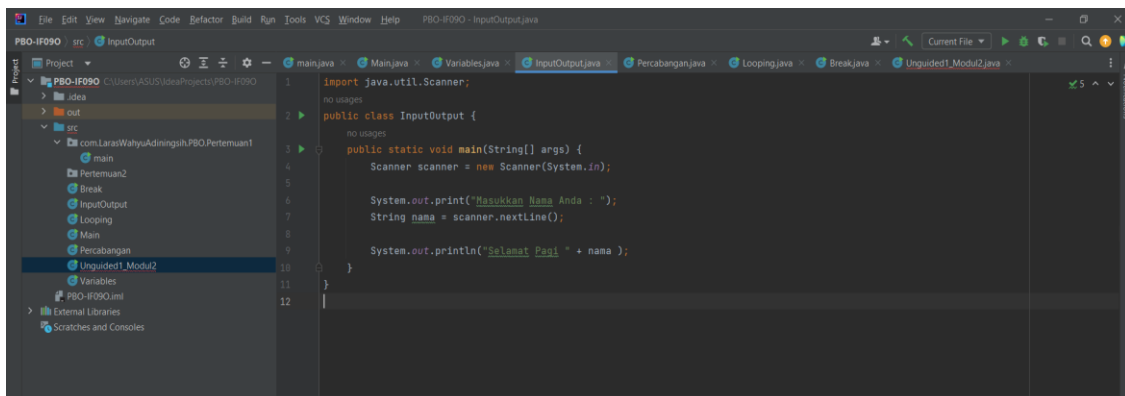 File Edit View Navigate Code Refactor Build Run Tools VCS Window Help PBO-IF09O - InputOutput.java
PBO-IF09O src InputOutput Current File
Project main.java Main.java Variables.java InputOutput.java Percabangan.java Looping.java Break.java Unguided1_Modul2.java
Project
PBO-IF09O C:\Users\ASUS\IdeaProjects\PBO-IF09O
.idea
out
src
com.LarasWahyuAdiningsih.PBO.Pertemuan1
main
Pertemuan2
Break
InputOutput
Looping
Main
Percabangan
Unguided1_Modul2
Variables
PBO-IF09O.iml
External Libraries
Scratches and Consoles
1 import java.util.Scanner;
no usages
2 public class InputOutput {
no usages
3 public static void main(String[] args) {
4 Scanner scanner = new Scanner(System.in);
5
6 System.out.print("Masukkan Nama Anda : ");
7 String nama = scanner.nextLine();
8
9 System.out.println("Selamat Pagi " + nama );
10 }
11 }
12
5